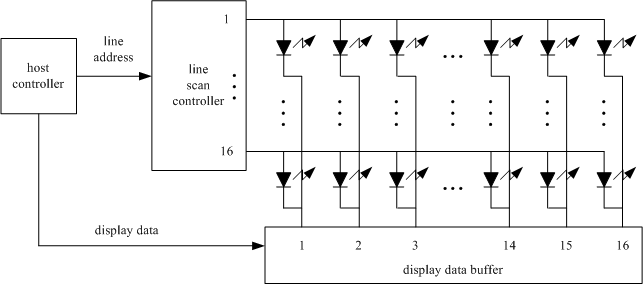 host
controller
line
address
line
scan
controller
1
16
display data
1 2 3 14 15 16
display data buffer